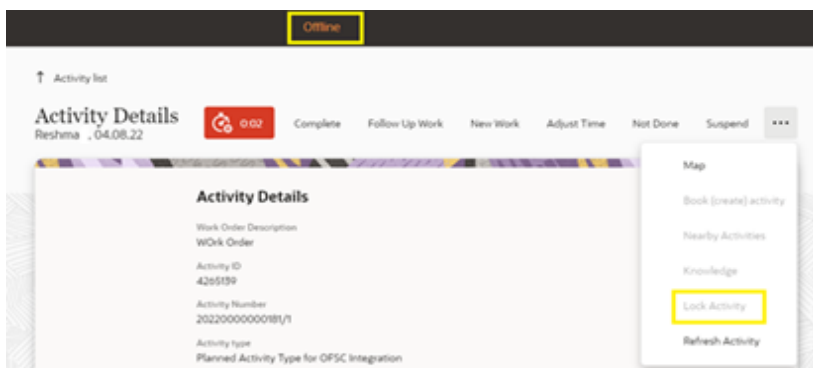 Offline
↑ Activity list
Activity Details
Reshma , 04.08.22
0:02 Complete Follow Up Work New Work Adjust Time Not Done Suspend ...
Map
Book (create) activity
Nearby Activities
Knowledge
Lock Activity
Refresh Activity
Activity Details
Work Order Description
WOrk Order
Activity ID
4265139
Activity Number
20220000000181/1
Activity type
Planned Activity Type for OFSC Integration